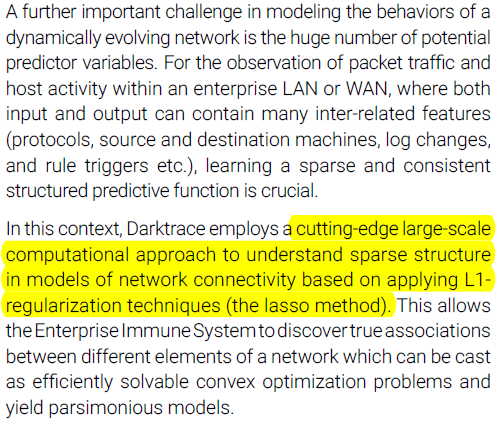 A further important challenge in modeling the behaviors of a
dynamically evolving network is the huge number of potential
predictor variables. For the observation of packet traffic and
host activity within an enterprise LAN or WAN, where both
input and output can contain many inter-related features
(protocols, source and destination machines, log changes,
and rule triggers etc.), learning a sparse and consistent
structured predictive function is crucial.
In this context, Darktrace employs a cutting-edge large-scale
computational approach to understand sparse structure
in models of network connectivity based on applying L1-
regularization techniques (the lasso method). This allows
the Enterprise Immune System to discover true associations
between different elements of a network which can be cast
as efficiently solvable convex optimization problems and
yield parsimonious models.